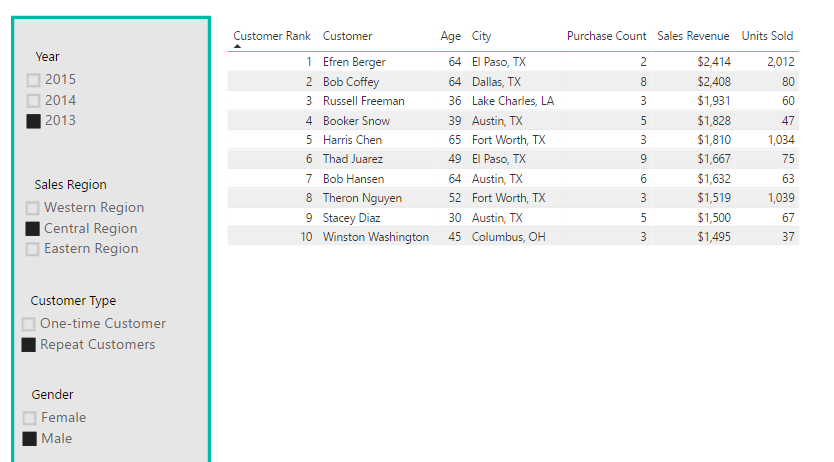 Year
2015
2014
2013
Sales Region
Western Region
Central Region
Eastern Region
Customer Type
One-time Customer
Repeat Customers
Gender
Female
Male
Customer Rank Customer Age City Purchase Count Sales Revenue Units Sold
1 Efren Berger 64 El Paso, TX 2 $2,414 2,012
2 Bob Coffey 64 Dallas, TX 8 $2,408 80
3 Russell Freeman 36 Lake Charles, LA 3 $1,931 60
4 Booker Snow 39 Austin, TX 5 $1,828 47
5 Harris Chen 65 Fort Worth, TX 3 $1,810 1,034
6 Thad Juarez 49 El Paso, TX 9 $1,667 75
7 Bob Hansen 64 Austin, TX 6 $1,632 63
8 Theron Nguyen 52 Fort Worth, TX 3 $1,519 1,039
9 Stacey Diaz 30 Austin, TX 5 $1,500 67
10 Winston Washington 45 Columbus, OH 3 $1,495 37